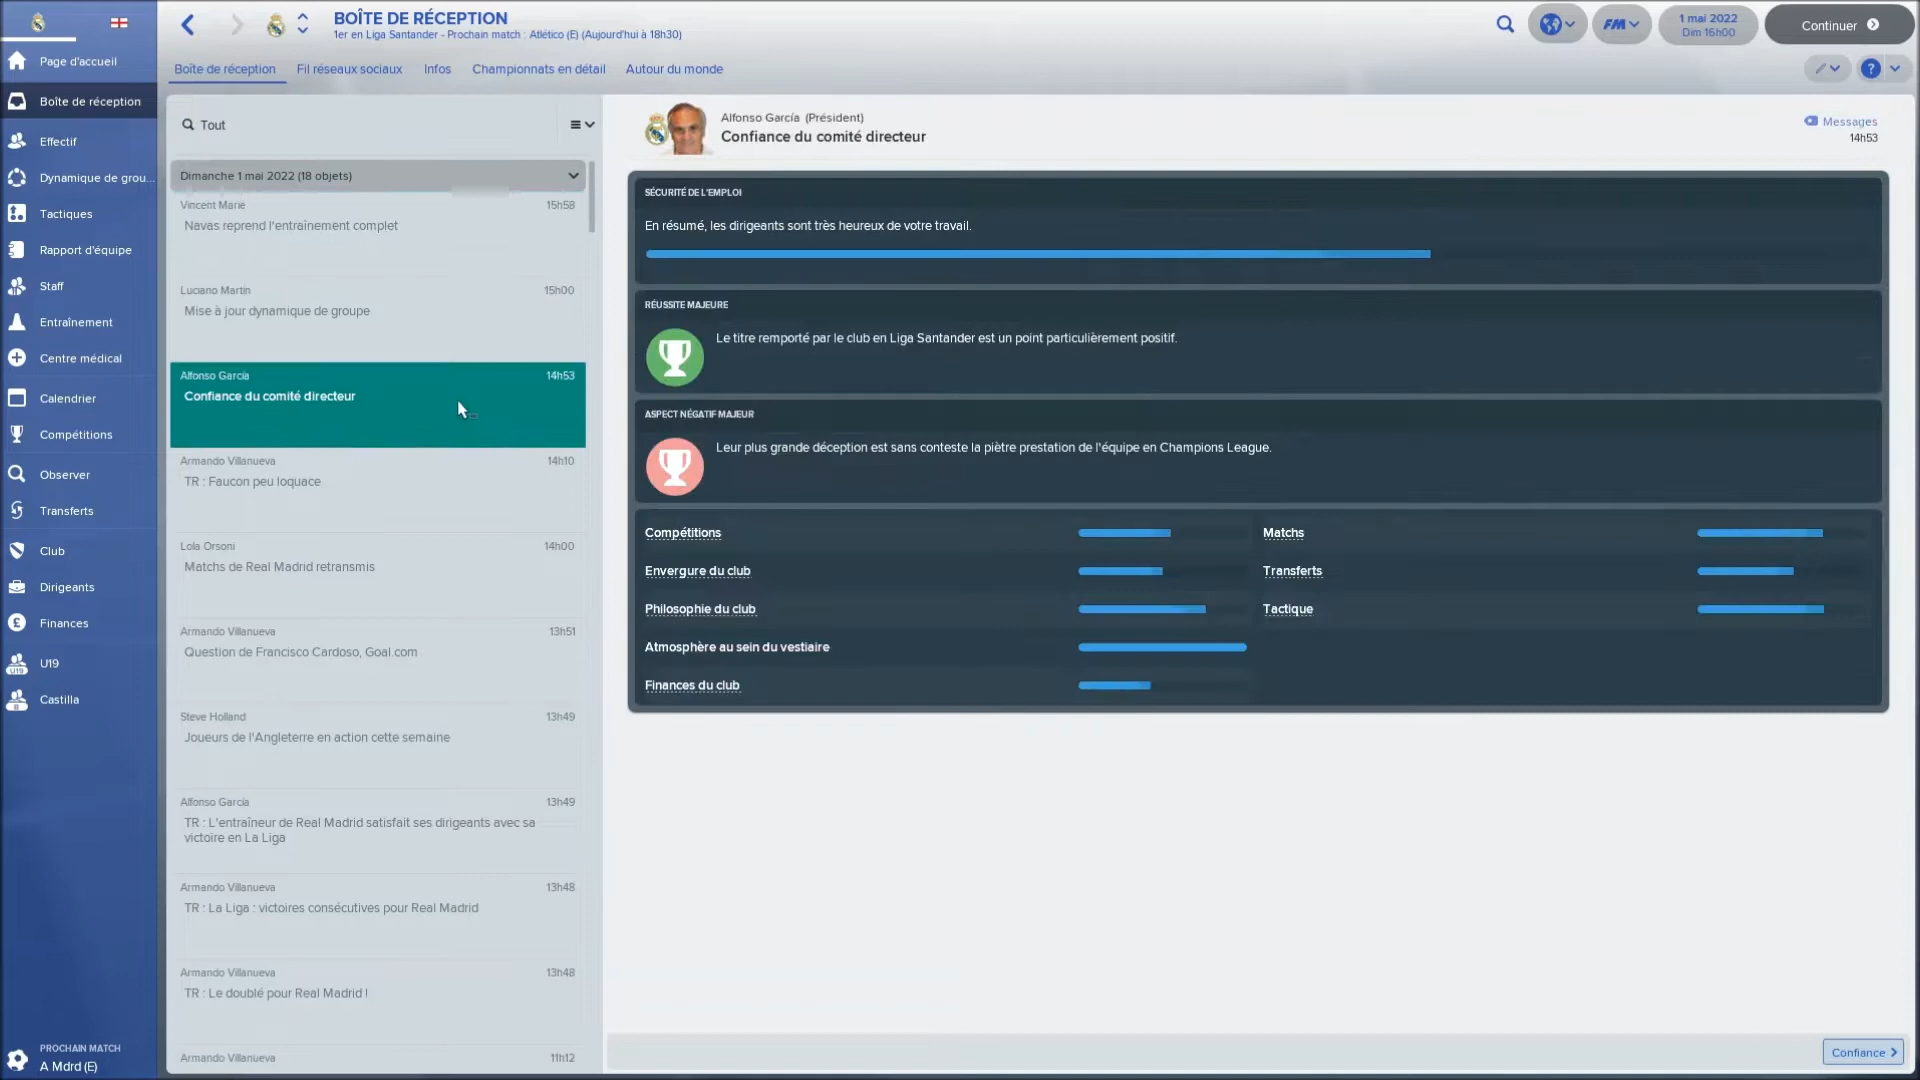 BOÎTE DE RÉCEPTION
1er en Liga Santander - Prochain match : Atlético (E) (Aujourd'hui à 18h30)
FM
1 mai 2022
Dim 16h00
Continuer
Boîte de réception
Fil réseaux sociaux
Infos
Championnats en détail
Autour du monde
?
Page d'accueil
Boîte de réception
Effectif
Dynamique de grou...
Tactiques
Rapport d'équipe
Staff
Entraînement
Centre médical
Calendrier
Compétitions
Observer
Transferts
Club
Dirigeants
Finances
U19
Castilla
PROCHAIN MATCH
A Mdrd (E)
Tout
Dimanche 1 mai 2022 (18 objets)
Vincent Marié 15h58
Navas reprend l'entraînement complet
Luciano Martín 15h00
Mise à jour dynamique de groupe
Alfonso García 14h53
Confiance du comité directeur
Armando Villanueva 14h10
TR : Faucon peu loquace
Lola Orsoni 14h00
Matchs de Real Madrid retransmis
Armando Villanueva 13h51
Question de Francisco Cardoso, Goal.com
Steve Holland 13h49
Joueurs de l'Angleterre en action cette semaine
Alfonso García 13h49
TR : L'entraîneur de Real Madrid satisfait ses dirigeants avec sa
victoire en La Liga
Armando Villanueva 13h48
TR : La Liga : victoires consécutives pour Real Madrid
Armando Villanueva 13h48
TR : Le doublé pour Real Madrid !
Armando Villanueva 11h12
Alfonso García (Président)
Confiance du comité directeur
Messages
14h53
SÉCURITÉ DE L'EMPLOI
En résumé, les dirigeants sont très heureux de votre travail.
RÉUSSITE MAJEURE
Le titre remporté par le club en Liga Santander est un point particulièrement positif.
ASPECT NÉGATIF MAJEUR
Leur plus grande déception est sans conteste la piètre prestation de l'équipe en Champions League.
Compétitions
Envergure du club
Philosophie du club
Atmosphère au sein du vestiaire
Finances du club
Matchs
Transferts
Tactique
Confiance